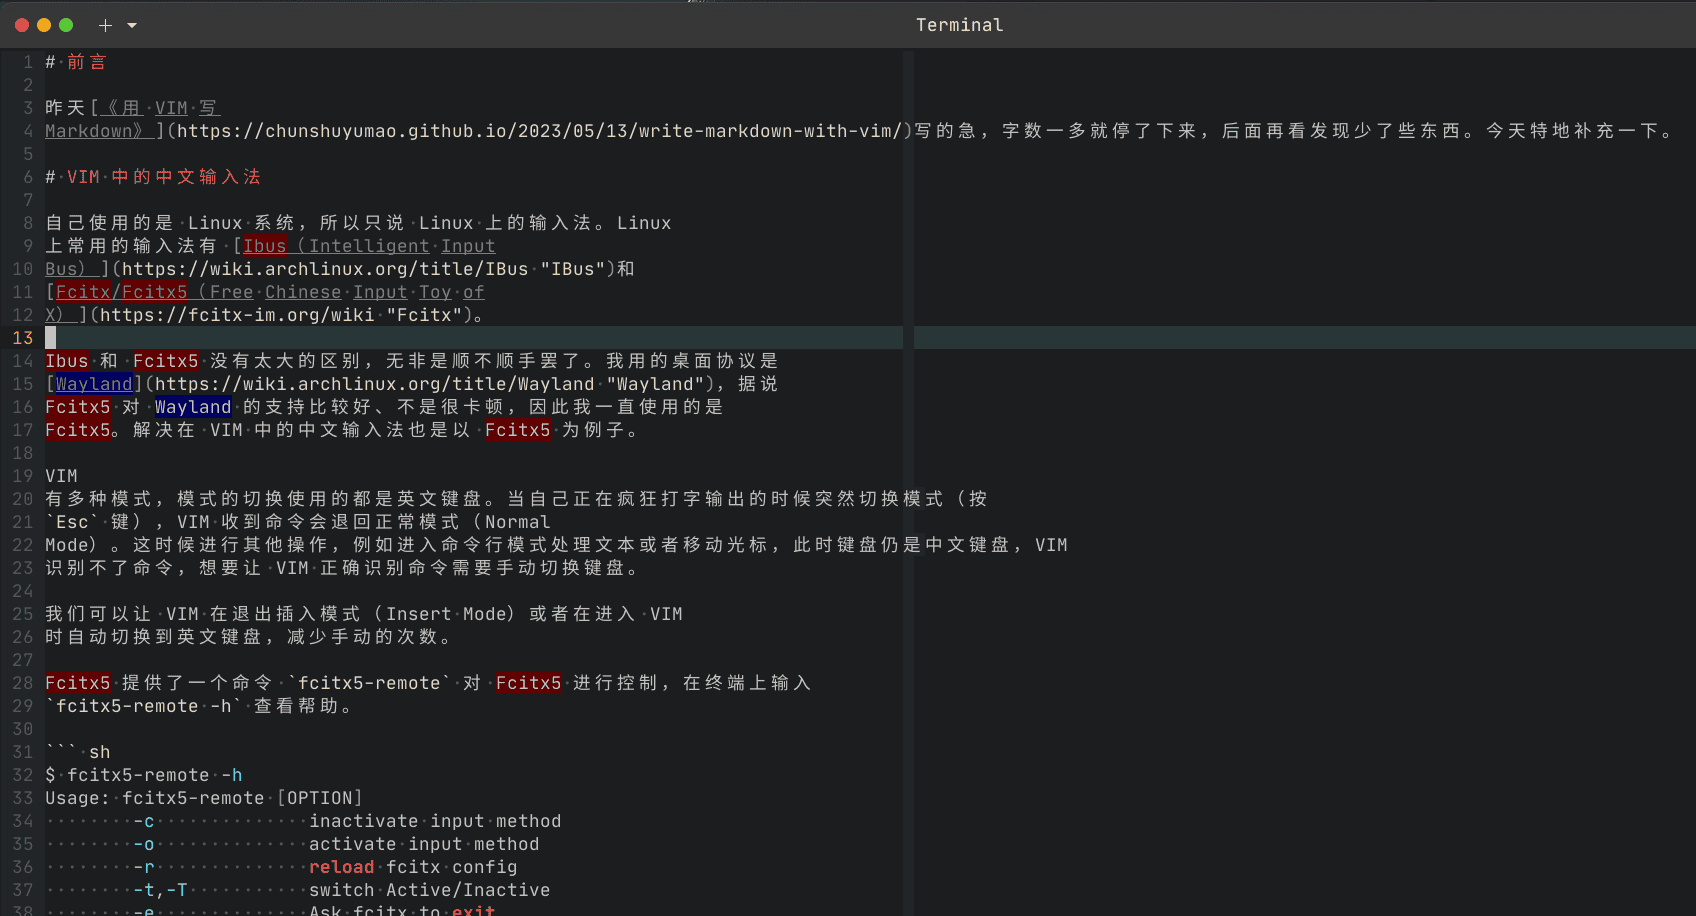 Terminal
1 # 前言
2
3 昨天[《用 VIM 写
4 Markdown》](https://chunshuyumao.github.io/2023/05/13/write-markdown-with-vim/)写的急，字数一多就停了下来，后面再看发现少了些东西。今天特地补充一下。
5
6 # VIM 中的中文输入法
7
8 自己使用的是 Linux 系统，所以只说 Linux 上的输入法。Linux
9 上常用的输入法有 [Ibus（Intelligent Input
10 Bus）](https://wiki.archlinux.org/title/IBus "IBus")和
11 [Fcitx/Fcitx5（Free Chinese Input Toy of
12 X）](https://fcitx-im.org/wiki "Fcitx")。
13
14 Ibus 和 Fcitx5 没有太大的区别，无非是顺不顺手罢了。我用的桌面协议是
15 [Wayland](https://wiki.archlinux.org/title/Wayland "Wayland")，据说
16 Fcitx5 对 Wayland 的支持比较好、不是很卡顿，因此我一直使用的是
17 Fcitx5。解决在 VIM 中的中文输入法也是以 Fcitx5 为例子。
18
19 VIM
20 有多种模式，模式的切换使用的都是英文键盘。当自己正在疯狂打字输出的时候突然切换模式（按
21 `Esc` 键），VIM 收到命令会退回正常模式（Normal
22 Mode）。这时候进行其他操作，例如进入命令行模式处理文本或者移动光标，此时键盘仍是中文键盘，VIM
23 识别不了命令，想要让 VIM 正确识别命令需要手动切换键盘。
24
25 我们可以让 VIM 在退出插入模式（Insert Mode）或者在进入 VIM
26 时自动切换到英文键盘，减少手动的次数。
27
28 Fcitx5 提供了一个命令 `fcitx5-remote` 对 Fcitx5 进行控制，在终端上输入
29 `fcitx5-remote -h` 查看帮助。
30
31 ``` sh
32 $ fcitx5-remote -h
33 Usage: fcitx5-remote [OPTION]
34 -c inactivate input method
35 -o activate input method
36 -r reload fcitx config
37 -t,-T switch Active/Inactive
38 -e Ask fcitx to exit